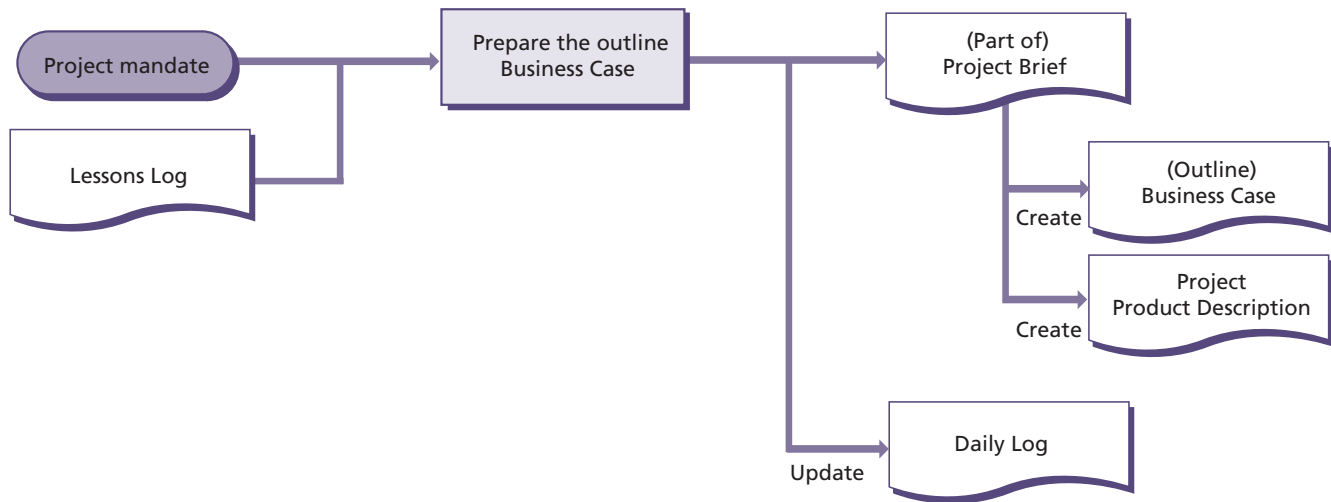 Project mandate
Lessons Log
Prepare the outline
Business Case
(Part of)
Project Brief
(Outline)
Business Case
Create
Project
Product Description
Create
Daily Log
Update